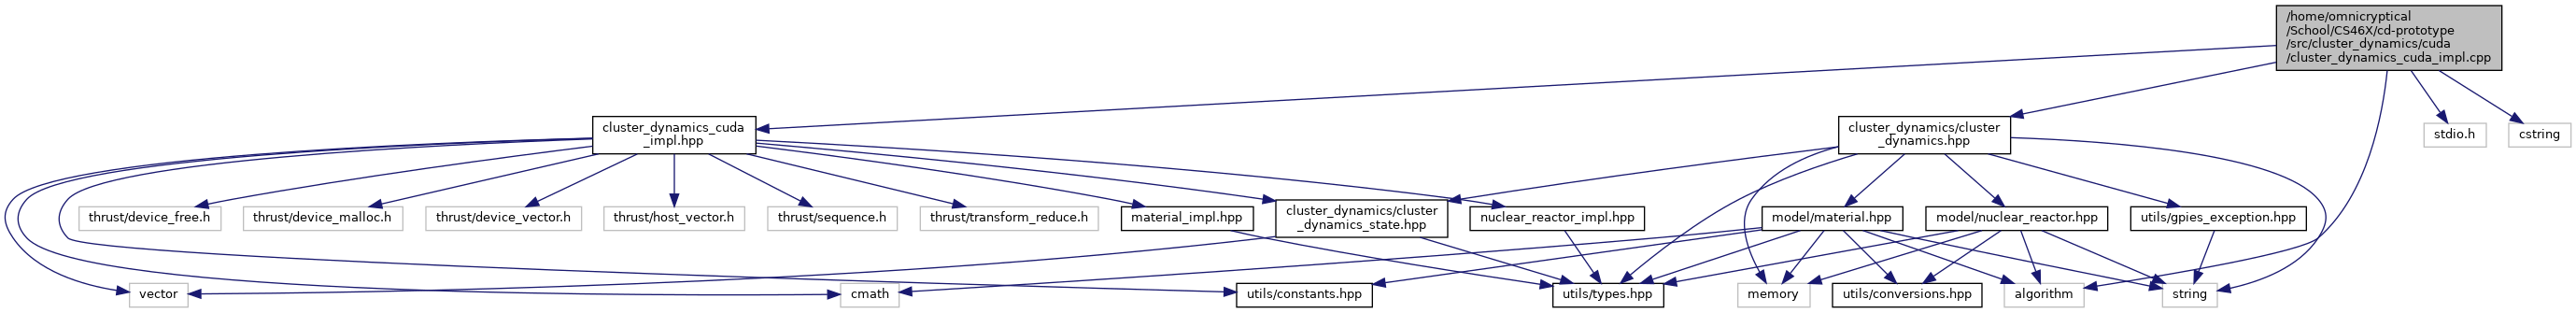 /home/omnicryptical
/School/CS46X/cd-prototype
/src/cluster_dynamics/cuda
/cluster_dynamics_cuda_impl.cpp
cluster_dynamics_cuda
_impl.hpp
cluster_dynamics/cluster
_dynamics.hpp
stdio.h
cstring
thrust/device_free.h
thrust/device_malloc.h
thrust/device_vector.h
thrust/host_vector.h
thrust/sequence.h
thrust/transform_reduce.h
material_impl.hpp
cluster_dynamics/cluster
_dynamics_state.hpp
nuclear_reactor_impl.hpp
model/material.hpp
model/nuclear_reactor.hpp
utils/gpies_exception.hpp
vector
cmath
utils/constants.hpp
utils/types.hpp
memory
utils/conversions.hpp
algorithm
string